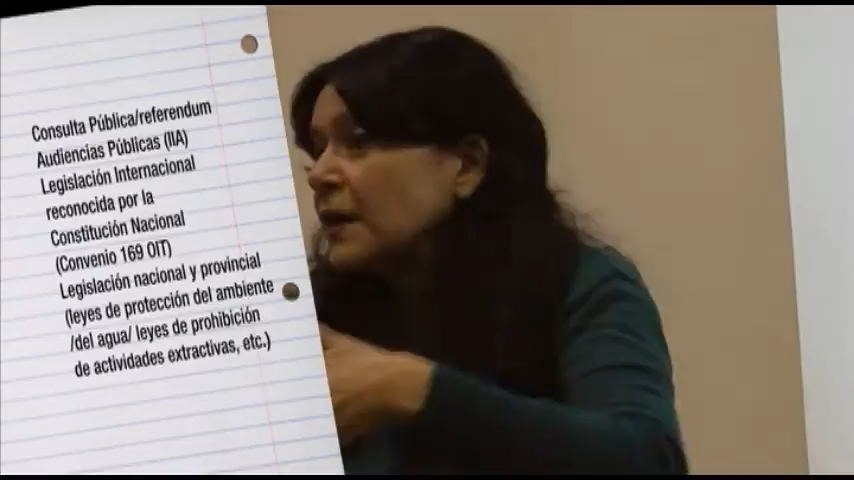 Consulta Pública/referendum
Audiencias Públicas (IIA)
Legislación Internacional
reconocida por la
Constitución Nacional
(Convenio 169 OIT)
Legislación nacional y provincial
(leyes de protección del ambiente
/del agua/ leyes de prohibición
de actividades extractivas, etc.)